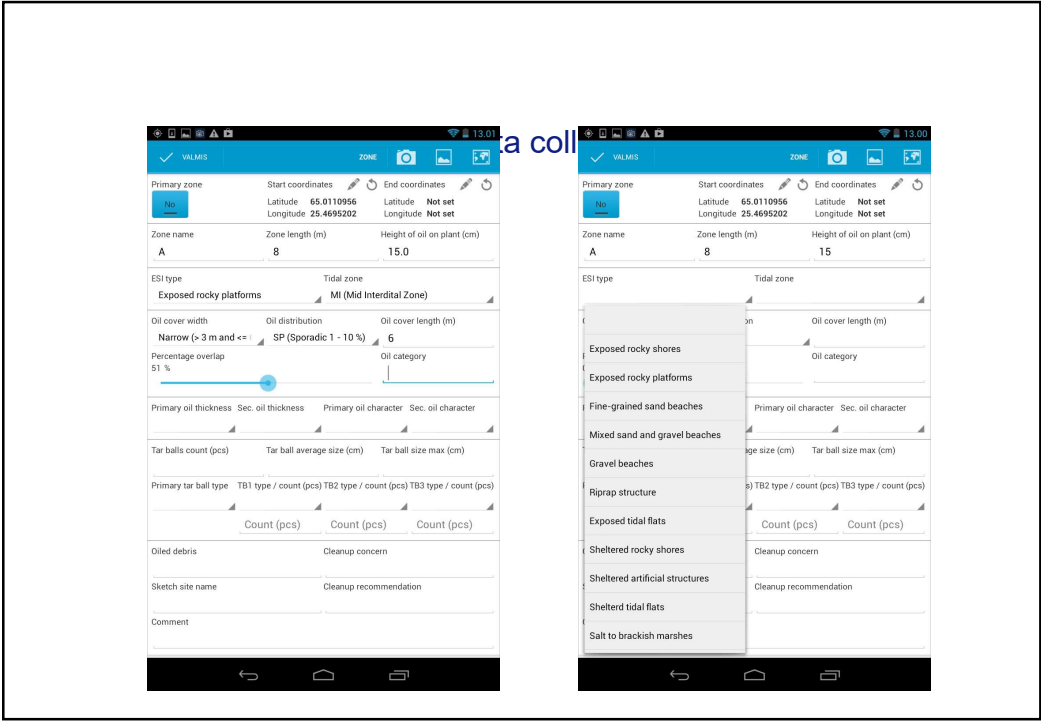 ta coll
13.01
VALMIS ZONE
Primary zone Start coordinates End coordinates
No Latitude 65.0110956 Latitude Not set
Longitude 25.4695202 Longitude Not set
Zone name Zone length (m) Height of oil on plant (cm)
A 8 15.0
ESI type Tidal zone
Exposed rocky platforms MI (Mid Interdital Zone)
Oil cover width Oil distribution Oil cover length (m)
Narrow (> 3 m and <= SP (Sporadic 1 - 10 %) 6
Percentage overlap Oil category
51 %
Primary oil thickness Sec. oil thickness Primary oil character Sec. oil character
Tar balls count (pcs) Tar ball average size (cm) Tar ball size max (cm)
Primary tar ball type TB1 type / count (pcs) TB2 type / count (pcs) TB3 type / count (pcs)
Count (pcs) Count (pcs) Count (pcs)
Oiled debris Cleanup concern
Sketch site name Cleanup recommendation
Comment
13.00
VALMIS ZONE
Primary zone Start coordinates End coordinates
No Latitude 65.0110956 Latitude Not set
Longitude 25.4695202 Longitude Not set
Zone name Zone length (m) Height of oil on plant (cm)
A 8 15
ESI type Tidal zone
on Oil cover length (m)
Exposed rocky shores
Oil category
Exposed rocky platforms
Fine-grained sand beaches Primary oil character Sec. oil character
Mixed sand and gravel beaches
age size (cm) Tar ball size max (cm)
Gravel beaches
s) TB2 type / count (pcs) TB3 type / count (pcs)
Riprap structure
Exposed tidal flats Count (pcs) Count (pcs)
Sheltered rocky shores Cleanup concern
Sheltered artificial structures
Cleanup recommendation
Shelterd tidal flats
Salt to brackish marshes